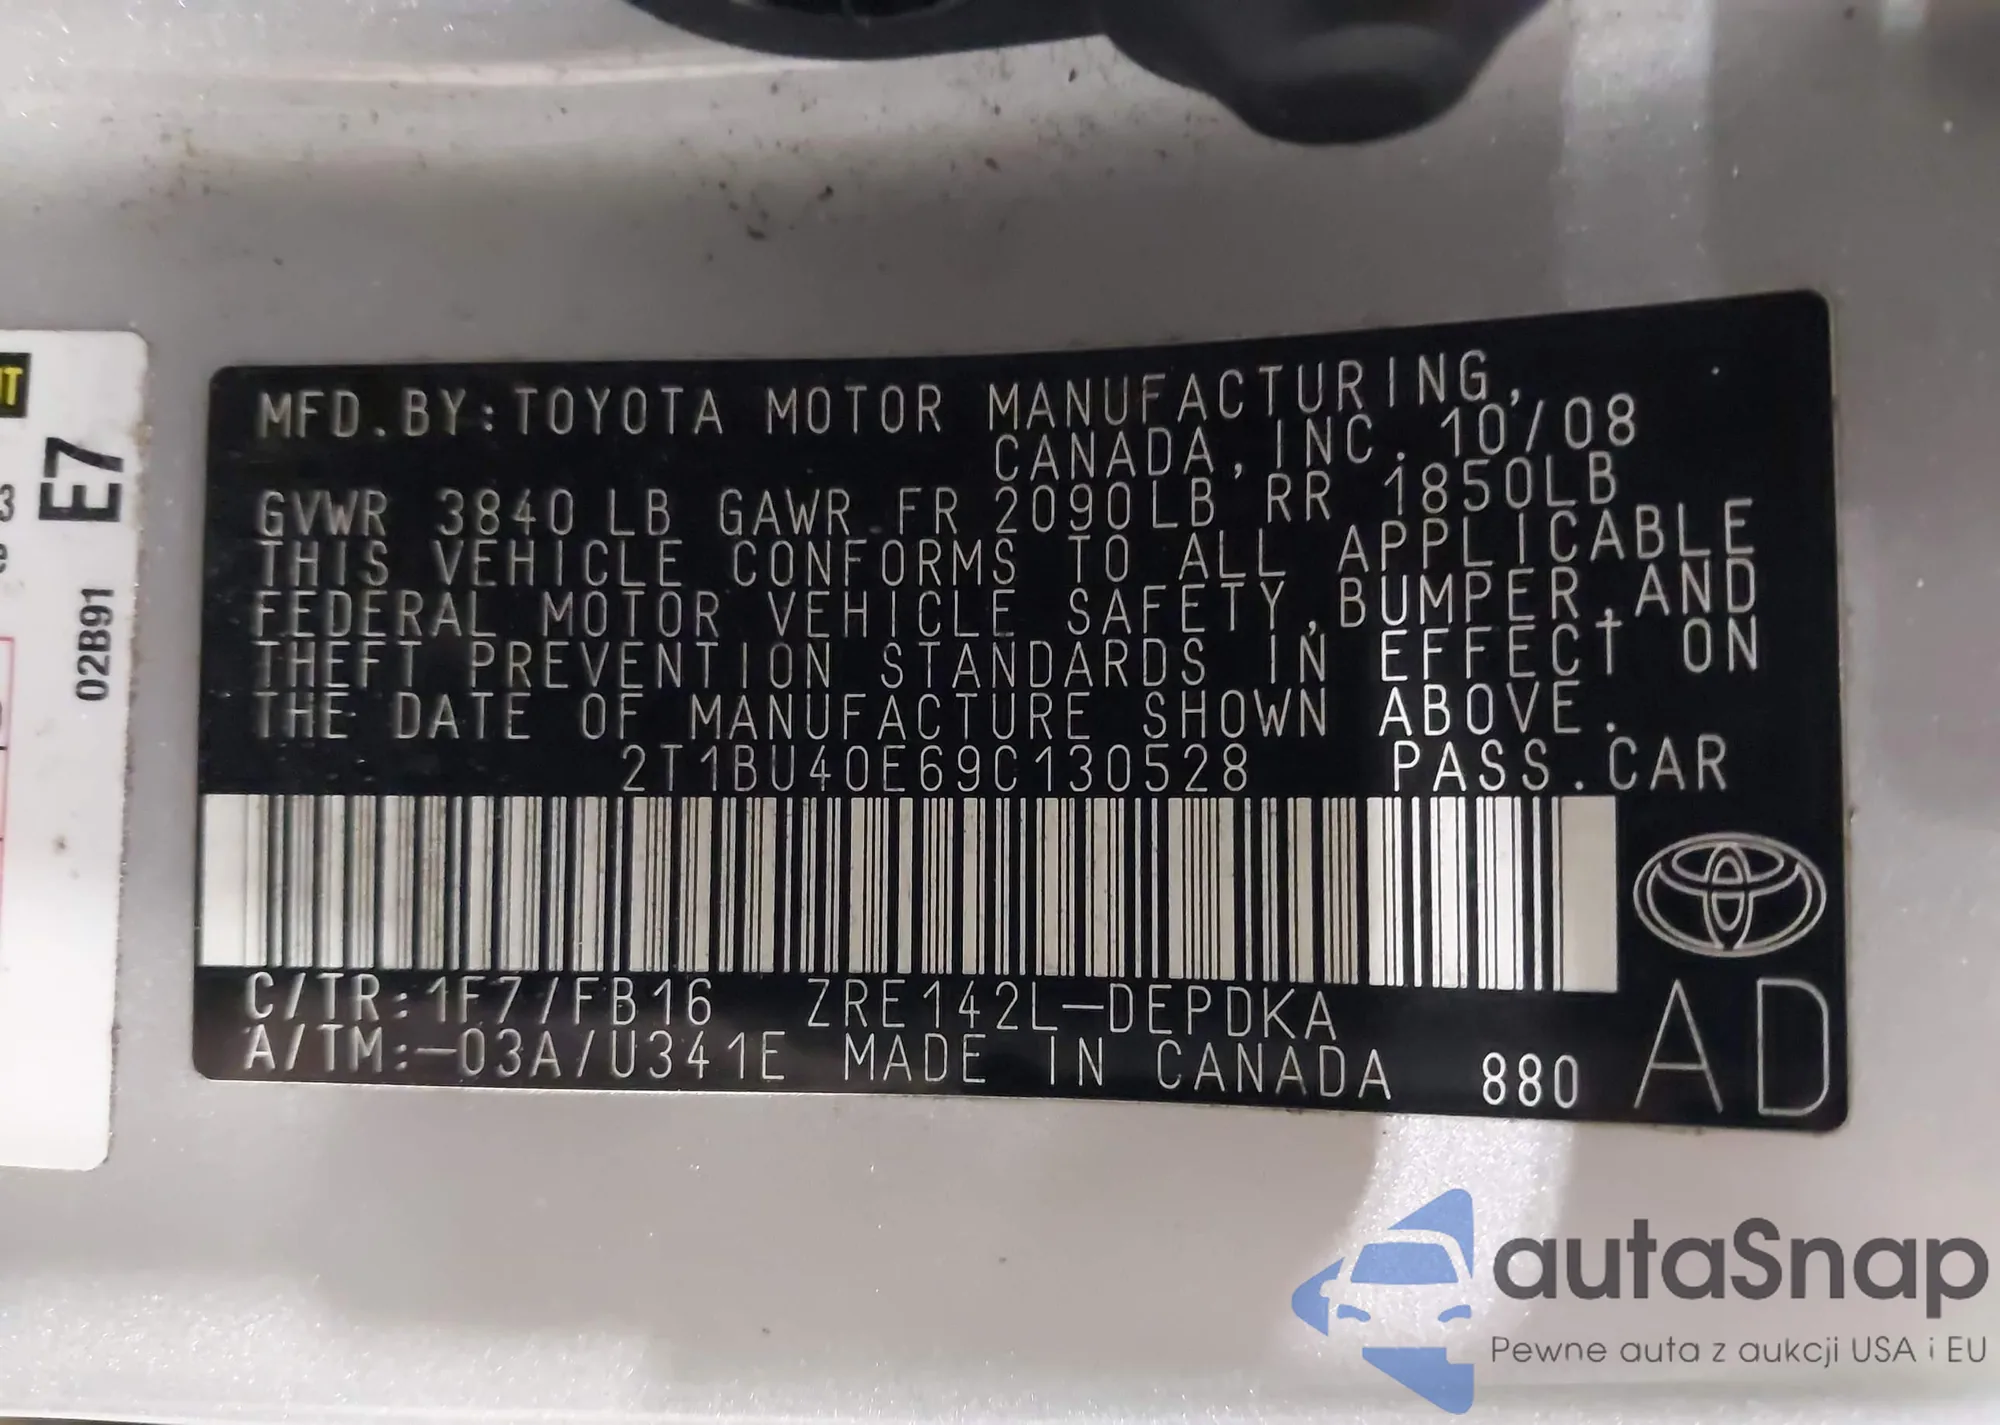 MFD.BY:TOYOTA MOTOR MANUFACTURING,
CANADA,INC. 10/08
GVWR 3840LB GAWR FR 2090LB RR 1850LB
THIS VEHICLE CONFORMS TO ALL APPLICABLE
FEDERAL MOTOR VEHICLE SAFETY,BUMPER,AND
THEFT PREVENTION STANDARDS IN EFFECT ON
THE DATE OF MANUFACTURE SHOWN ABOVE.
2T1BU40E69C130528 PASS.CAR
C/TR:1F7/FB16 ZRE142L-DEPDKA
A/TM:-03A/U341E MADE IN CANADA 880
AD
E7
02B91
autaSnap
Pewne auta z aukcji USA i EU